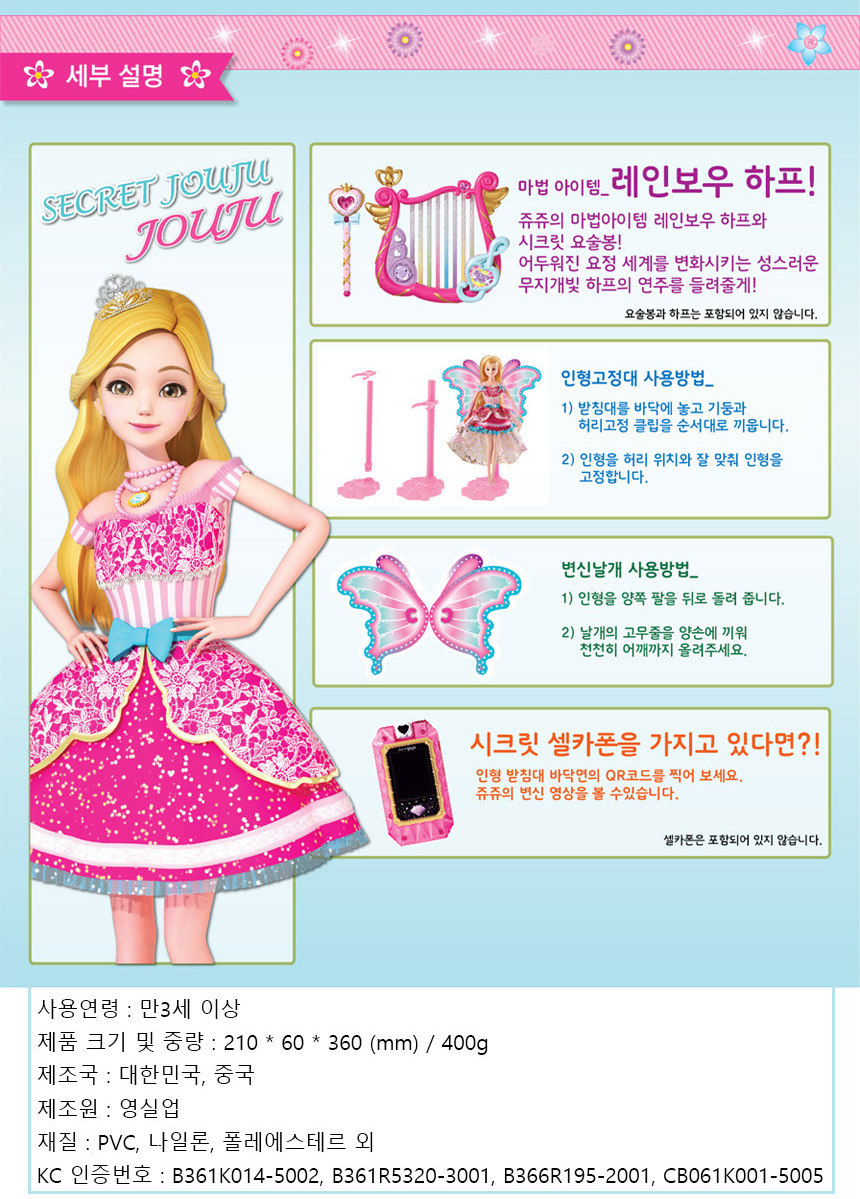 세부 설명
SECRET JOUJU
JOUJU
마법 아이템_레인보우 하프!
쥬쥬의 마법아이템 레인보우 하프와
시크릿 요술봉!
어두워진 요정 세계를 변화시키는 성스러운
무지개빛 하프의 연주를 들려줄게!
요술봉과 하프는 포함되어 있지 않습니다.
인형고정대 사용방법_
1) 받침대를 바닥에 놓고 기둥과
허리고정 클립을 순서대로 끼웁니다.
2) 인형을 허리 위치와 잘 맞춰 인형을
고정합니다.
변신날개 사용방법_
1) 인형을 양쪽 팔을 뒤로 돌려 줍니다.
2) 날개의 고무줄을 양손에 끼워
천천히 어깨까지 올려주세요.
시크릿 셀카폰을 가지고 있다면?!
인형 받침대 바닥면의 QR코드를 찍어 보세요.
쥬쥬의 변신 영상을 볼 수있습니다.
셀카폰은 포함되어 있지 않습니다.
사용연령 : 만3세 이상
제품 크기 및 중량 : 210 * 60 * 360 (mm) / 400g
제조국 : 대한민국, 중국
제조원 : 영실업
재질 : PVC, 나일론, 폴레에스테르 외
KC 인증번호 : B361K014-5002, B361R5320-3001, B366R195-2001, CB061K001-5005